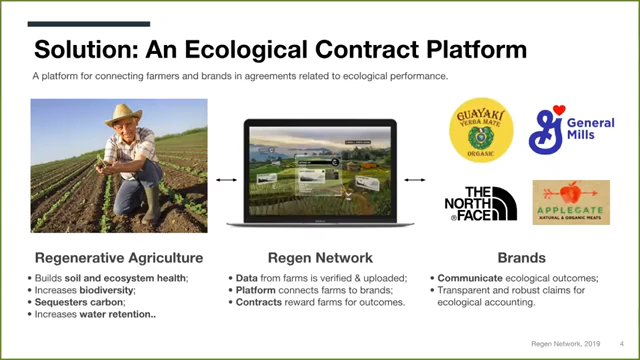 Solution: An Ecological Contract Platform
A platform for connecting farmers and brands in agreements related to ecological performance.
GUAYAKÍ
YERBA MATE
ORGANIC
General
Mills
THE
NORTH
FACE
APPLEGATE
NATURAL & ORGANIC MEATS
Regenerative Agriculture
• Builds soil and ecosystem health;
• Increases biodiversity;
• Sequesters carbon;
• Increases water retention..
Regen Network
• Data from farms is verified & uploaded;
• Platform connects farms to brands;
• Contracts reward farms for outcomes.
Brands
• Communicate ecological outcomes;
• Transparent and robust claims for
ecological accounting.
Regen Network, 2019
4